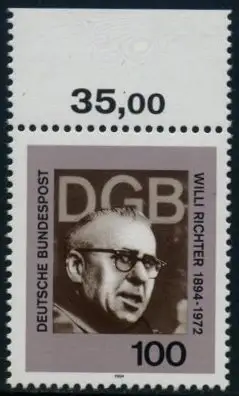 35,00
DGB
DEUTSCHE BUNDESPOST
WILLI RICHTER 1894-1972
100